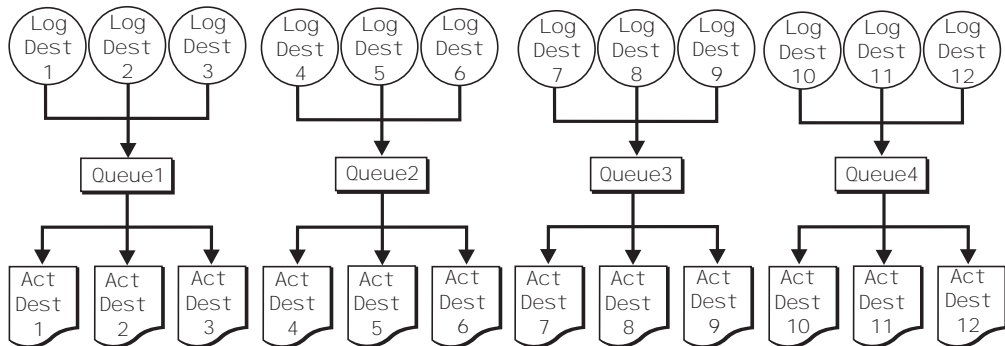 Log Dest 1
Log Dest 2
Log Dest 3
Log Dest 4
Log Dest 5
Log Dest 6
Log Dest 7
Log Dest 8
Log Dest 9
Log Dest 10
Log Dest 11
Log Dest 12
Queue1
Queue2
Queue3
Queue4
Act Dest 1
Act Dest 2
Act Dest 3
Act Dest 4
Act Dest 5
Act Dest 6
Act Dest 7
Act Dest 8
Act Dest 9
Act Dest 10
Act Dest 11
Act Dest 12